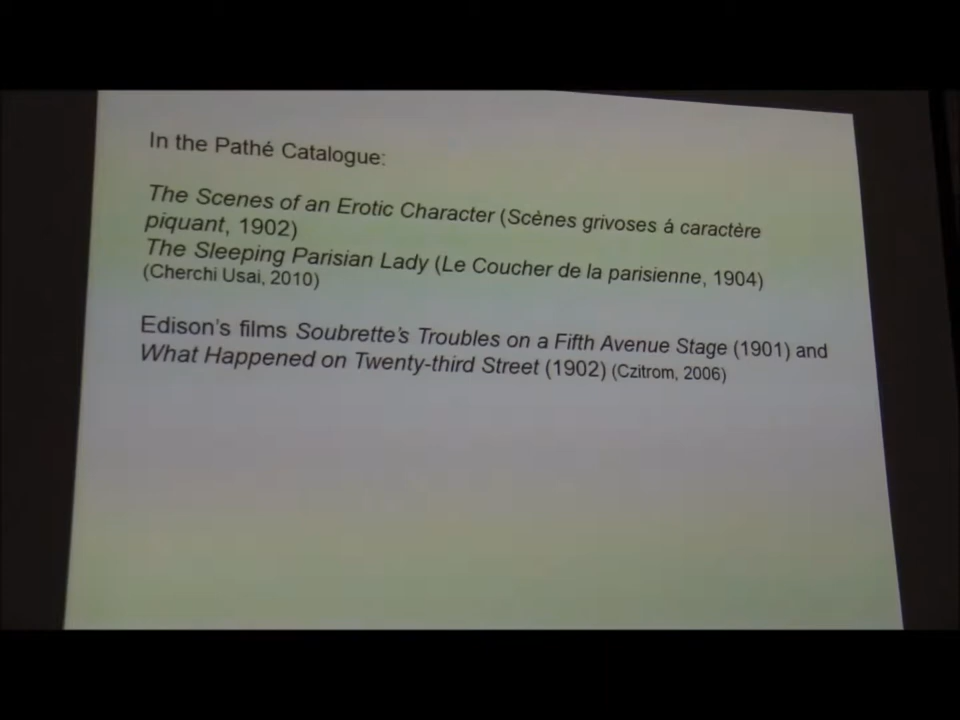 In the Pathé Catalogue:
The Scenes of an Erotic Character (Scènes grivoses á caractère
piquant, 1902)
The Sleeping Parisian Lady (Le Coucher de la parisienne, 1904)
(Cherchi Usai, 2010)
Edison's films Soubrette's Troubles on a Fifth Avenue Stage (1901) and
What Happened on Twenty-third Street (1902) (Czitrom, 2006)